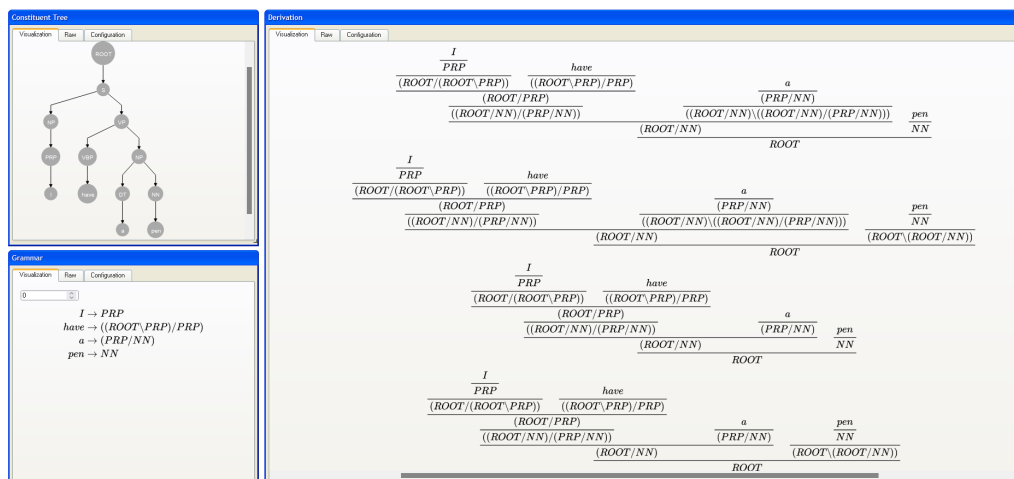 Constituent Tree
Visualization Raw Configuration
ROOT
S
NP VP
PRP VBP NP
I have DT NN
a pen
Grammar
Visualization Raw Configuration
0
I → PRP
have → ((ROOT\PRP)/PRP)
a → (PRP/NN)
pen → NN
Derivation
Visualization Raw Configuration
I
PRP have
(ROOT/(ROOT\PRP)) ((ROOT\PRP)/PRP) a
(ROOT/PRP) (PRP/NN)
((ROOT/NN)/(PRP/NN)) ((ROOT/NN)\((ROOT/NN)/(PRP/NN))) pen
(ROOT/NN) NN
ROOT
I
PRP have
(ROOT/(ROOT\PRP)) ((ROOT\PRP)/PRP) a
(ROOT/PRP) (PRP/NN) pen
((ROOT/NN)/(PRP/NN)) ((ROOT/NN)\((ROOT/NN)/(PRP/NN))) NN
(ROOT/NN) (ROOT\(ROOT/NN))
ROOT
I
PRP have
(ROOT/(ROOT\PRP)) ((ROOT\PRP)/PRP)
(ROOT/PRP) a
((ROOT/NN)/(PRP/NN)) (PRP/NN) pen
(ROOT/NN) NN
ROOT
I
PRP have
(ROOT/(ROOT\PRP)) ((ROOT\PRP)/PRP)
(ROOT/PRP) a pen
((ROOT/NN)/(PRP/NN)) (PRP/NN) NN
(ROOT/NN) (ROOT\(ROOT/NN))
ROOT